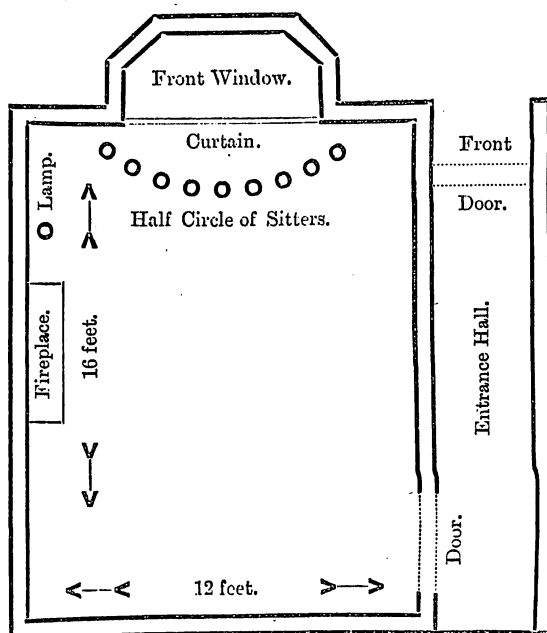 Front Window.
Curtain.
Front
Door.
Lamp.
Half Circle of Sitters.
Fireplace.
16 feet.
Entrance Hall.
Door.
12 feet.